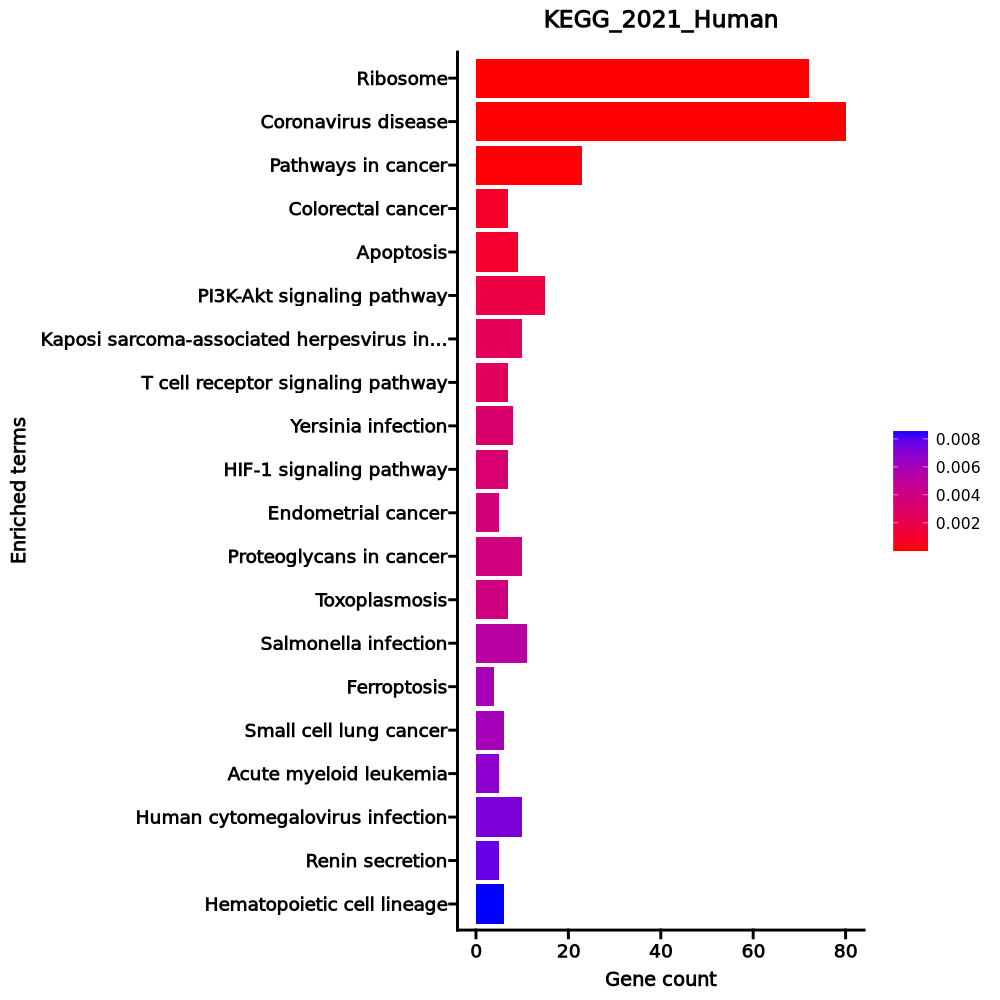 KEGG_2021_Human
Ribosome
Coronavirus disease
Pathways in cancer
Colorectal cancer
Apoptosis
PI3K-Akt signaling pathway
Kaposi sarcoma-associated herpesvirus in...
T cell receptor signaling pathway
Yersinia infection
HIF-1 signaling pathway
Endometrial cancer
Proteoglycans in cancer
Toxoplasmosis
Salmonella infection
Ferroptosis
Small cell lung cancer
Acute myeloid leukemia
Human cytomegalovirus infection
Renin secretion
Hematopoietic cell lineage
Enriched terms
0 20 40 60 80
Gene count
0.008
0.006
0.004
0.002